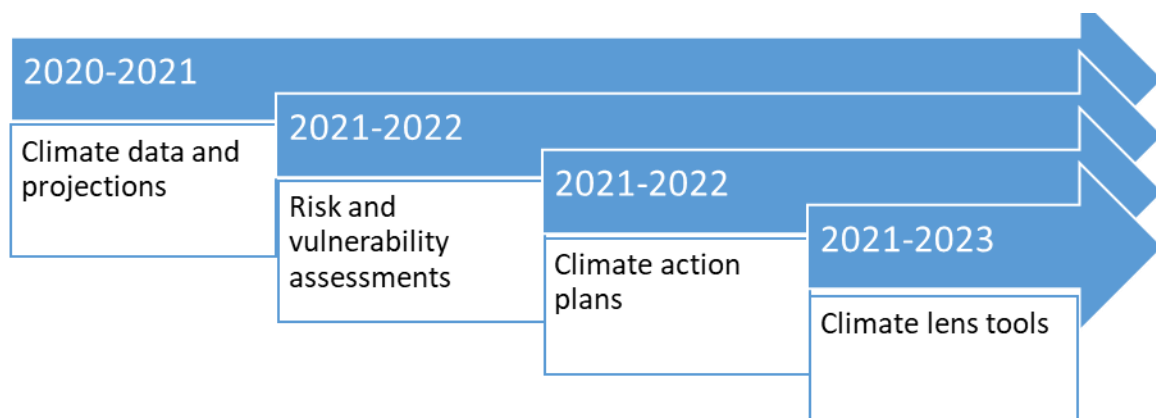 2020-2021
Climate data and
projections
2021-2022
Risk and
vulnerability
assessments
2021-2022
Climate action
plans
2021-2023
Climate lens tools